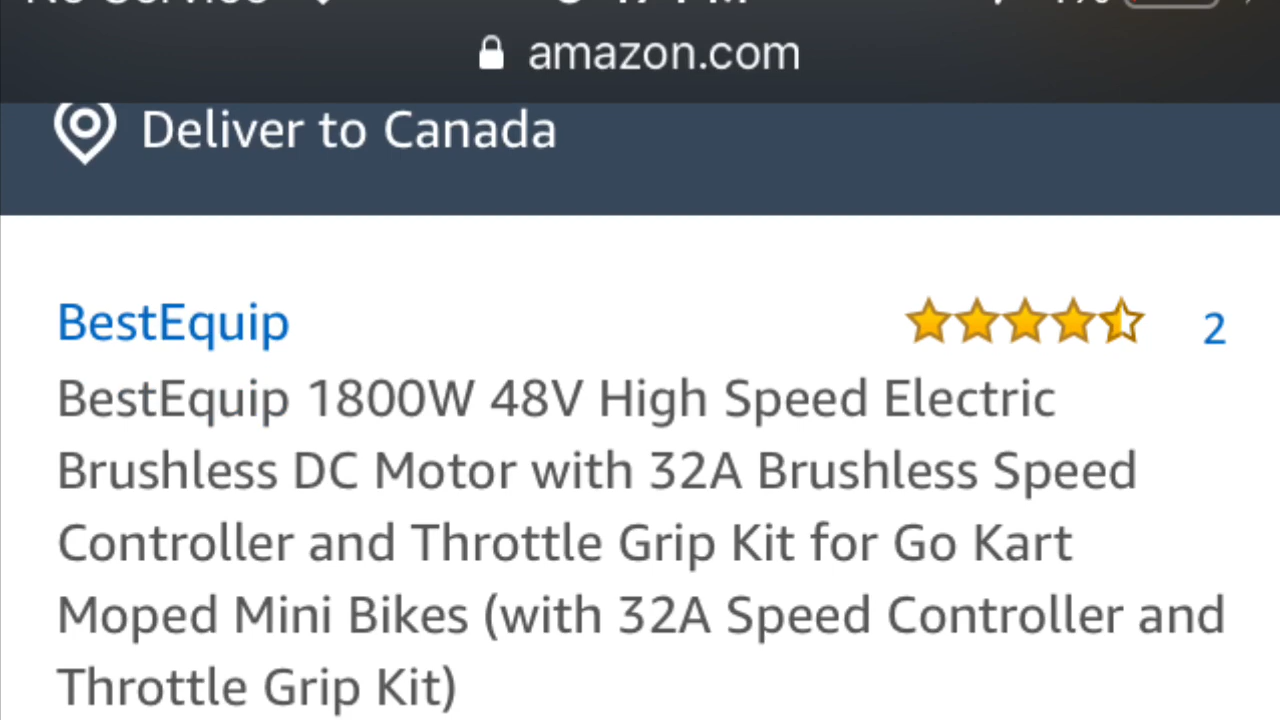 amazon.com
Deliver to Canada
BestEquip 2
BestEquip 1800W 48V High Speed Electric
Brushless DC Motor with 32A Brushless Speed
Controller and Throttle Grip Kit for Go Kart
Moped Mini Bikes (with 32A Speed Controller and
Throttle Grip Kit)